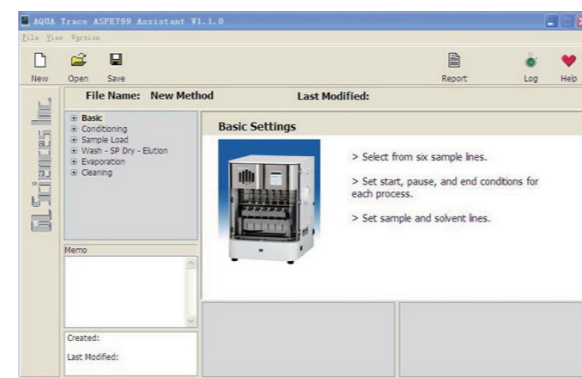 AQUA Trace ASPE799 Assistant V1.1.0
File View Version
New Open Save Report Log Help
File Name: New Method Last Modified:
GL Sciences Inc.
Basic
Conditioning
Sample Load
Wash - SP Dry - Elution
Evaporation
Cleaning
Basic Settings
> Select from six sample lines.
> Set start, pause, and end conditions for
each process.
> Set sample and solvent lines.
Memo
Created:
Last Modified: